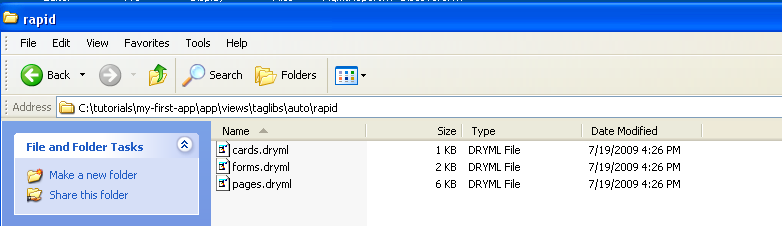 rapid
File Edit View Favorites Tools Help
Back Search Folders
Address C:\tutorials\my-first-app\app\views\taglibs\auto\rapid
File and Folder Tasks
Make a new folder
Share this folder
Name Size Type Date Modified
cards.dryml 1 KB DRYML File 7/19/2009 4:26 PM
forms.dryml 2 KB DRYML File 7/19/2009 4:26 PM
pages.dryml 6 KB DRYML File 7/19/2009 4:26 PM